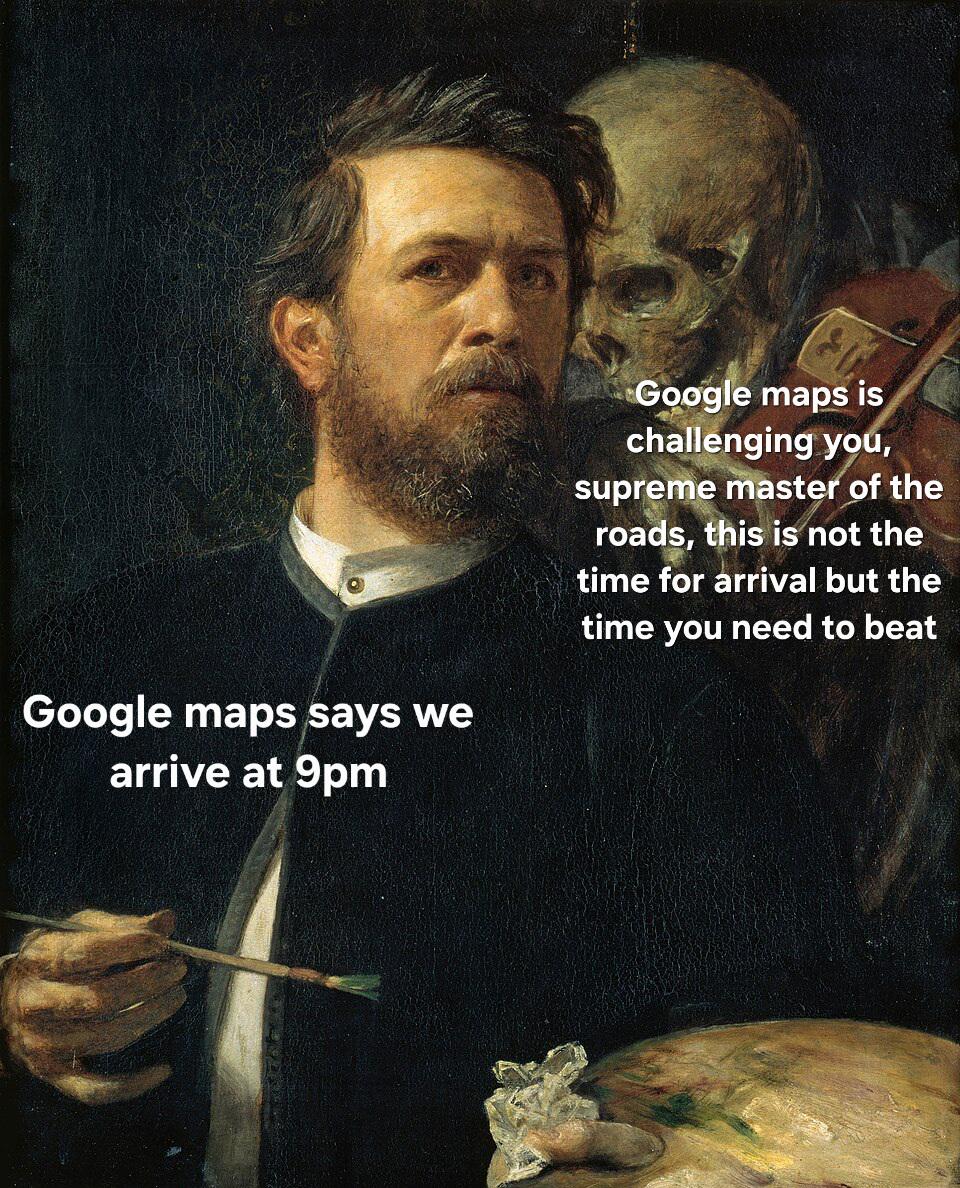 Google maps is
challenging you,
supreme master of the
roads, this is not the
time for arrival but the
time you need to beat
Google maps says we
arrive at 9pm